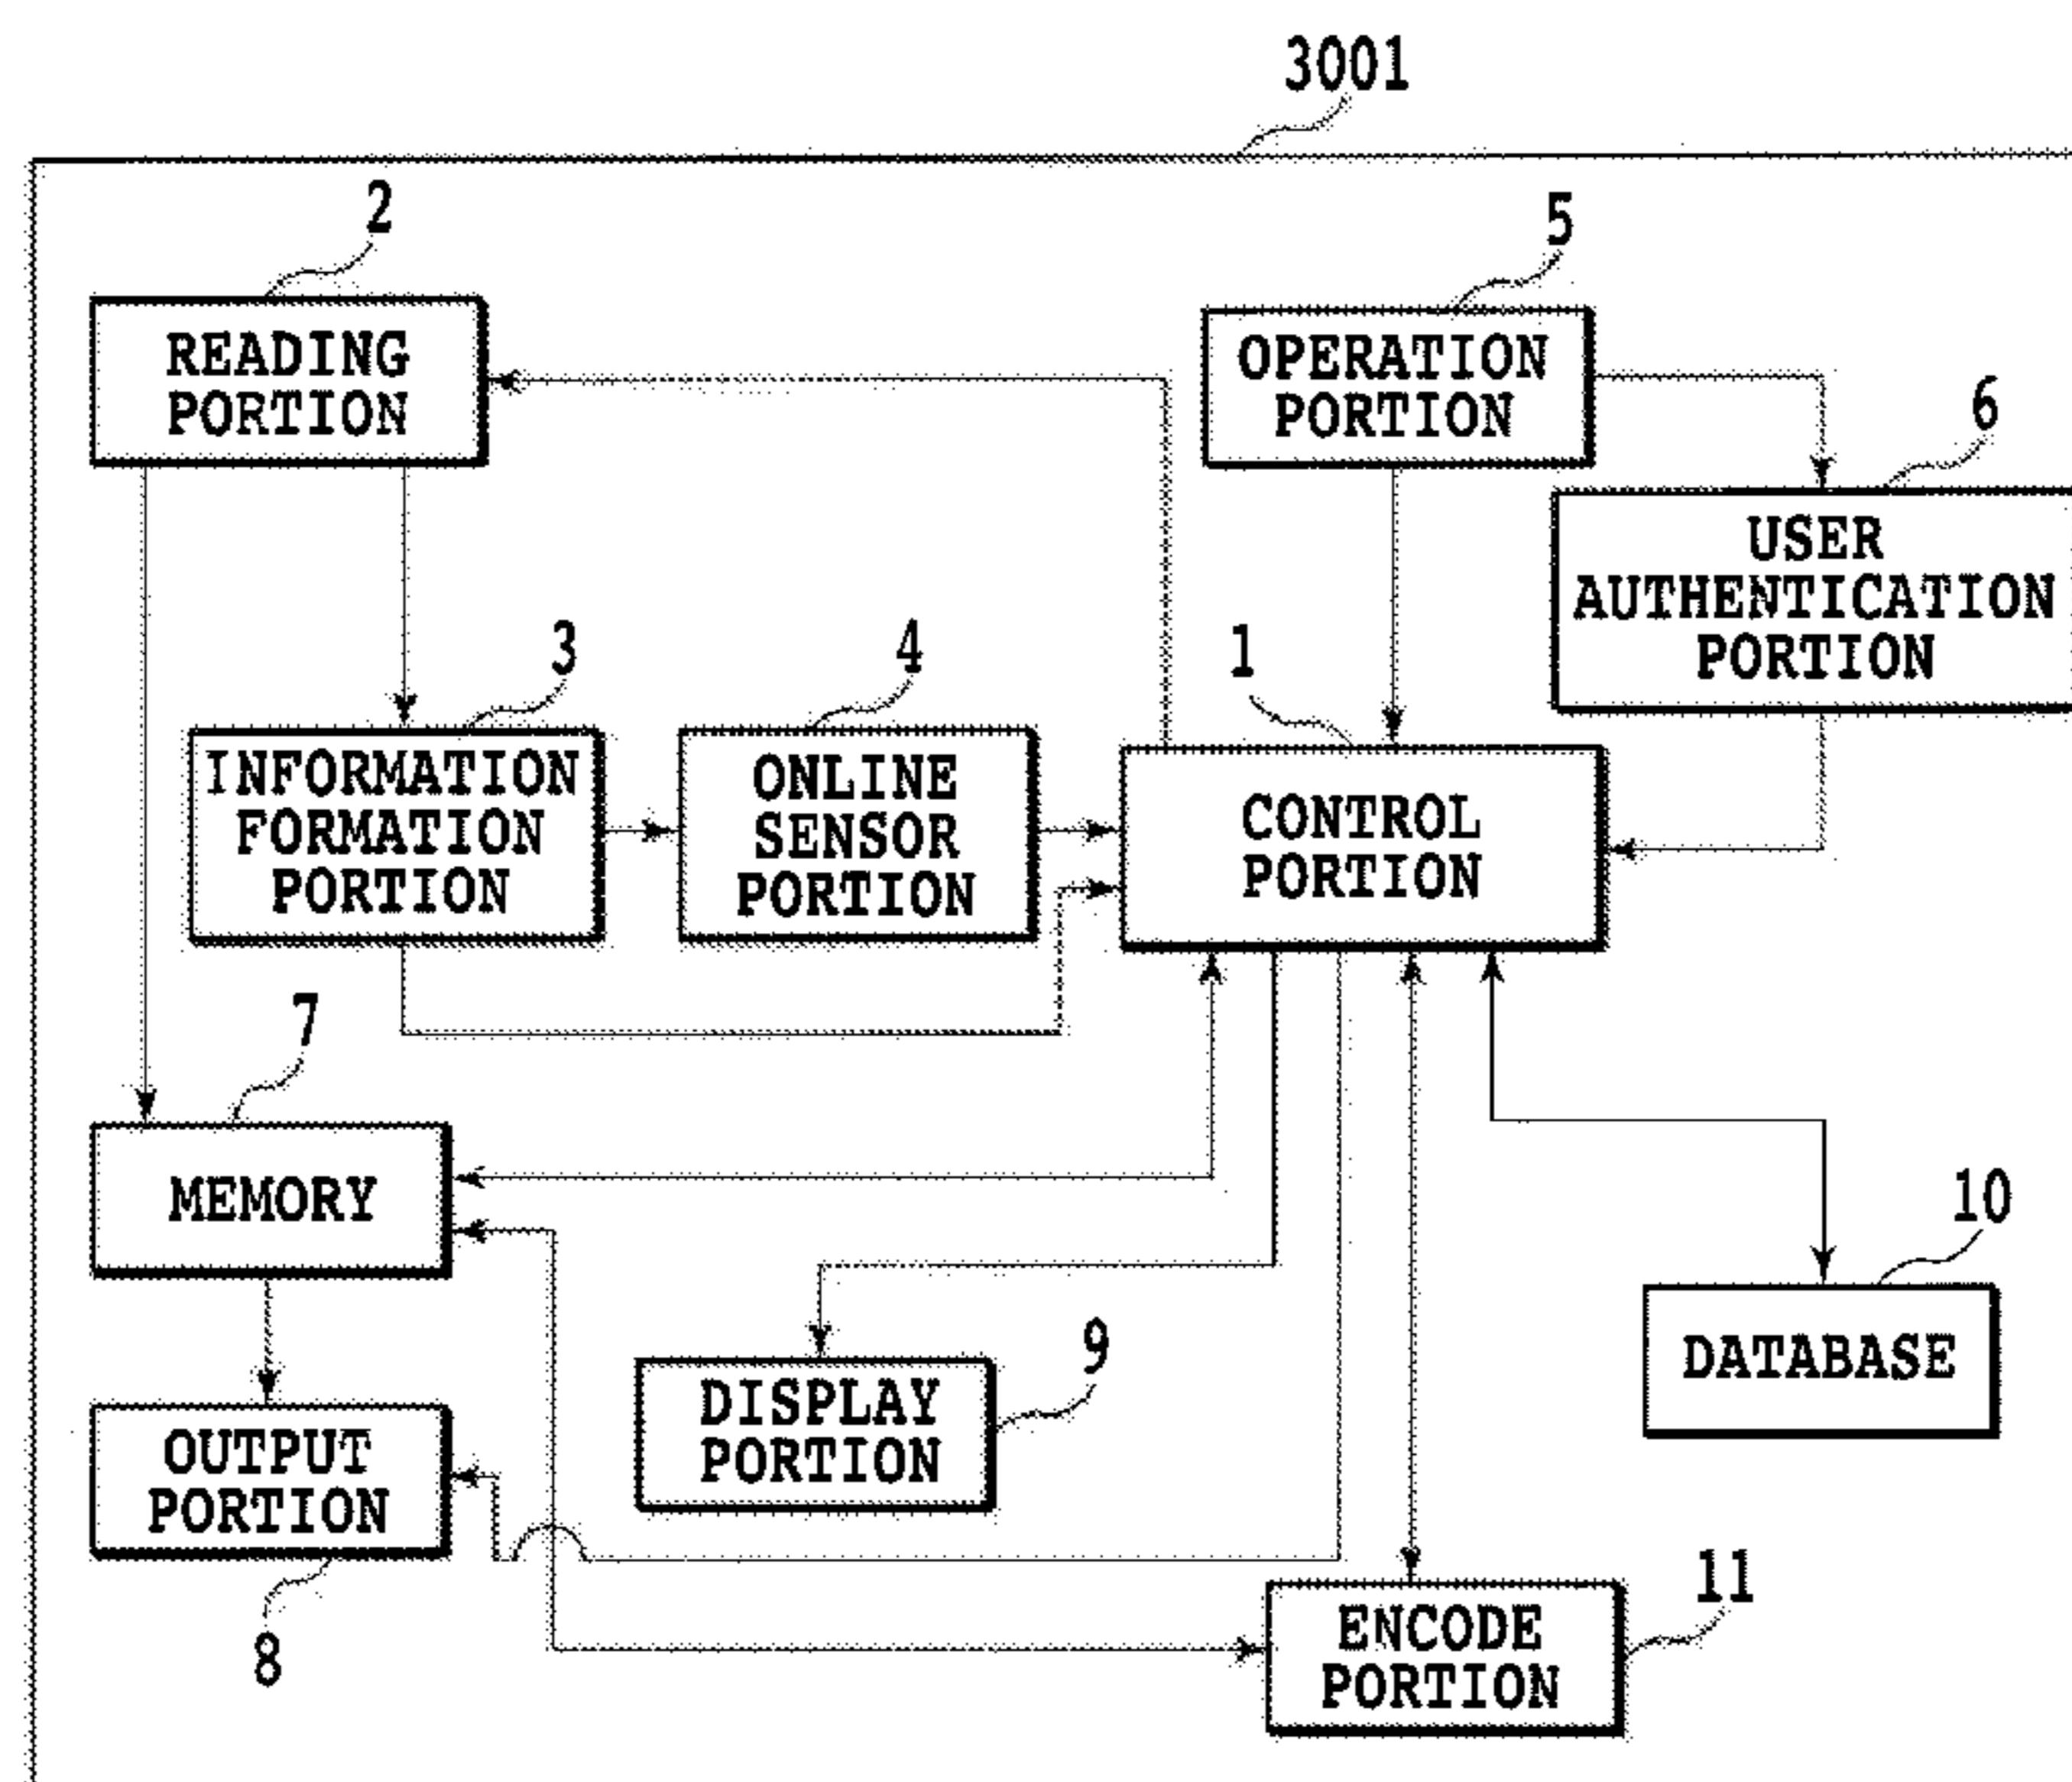 3001
2
READING
PORTION
5
OPERATION
PORTION
6
USER
AUTHENTICATION
PORTION
3
INFORMATION
FORMATION
PORTION
4
ONLINE
SENSOR
PORTION
1
CONTROL
PORTION
7
MEMORY
10
DATABASE
9
DISPLAY
PORTION
OUTPUT
PORTION
8
11
ENCODE
PORTION